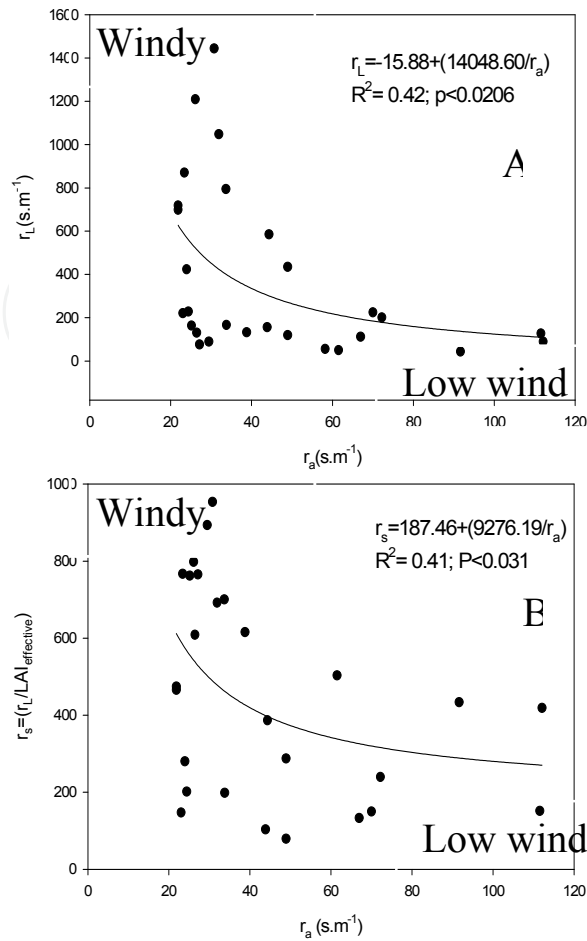 1600
Windy
r_L=-15.88+(14048.60/r_a)
1400
R²= 0.42; p<0.0206
1200
A
1000
800
r_L(s.m⁻¹)
600
400
200
0
Low wind
0 20 40 60 80 100 120
r_a(s.m⁻¹)
1000
Windy
r_s=187.46+(9276.19/r_a)
R²= 0.41; P<0.031
800
B
600
r_s=(r_L/LAI_effective)
400
200
Low wind
0
0 20 40 60 80 100 120
r_a (s.m⁻¹)